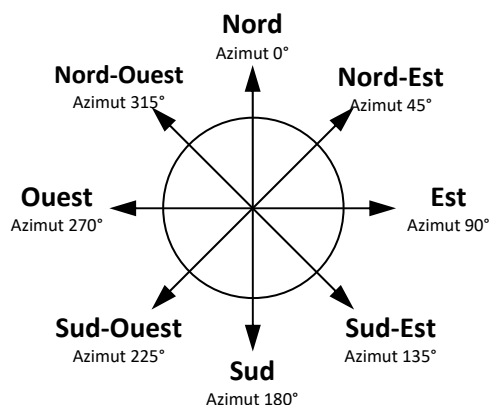 Nord
Azimut 0°
Nord-Ouest
Azimut 315°
Nord-Est
Azimut 45°
Ouest
Azimut 270°
Est
Azimut 90°
Sud-Ouest
Azimut 225°
Sud-Est
Azimut 135°
Sud
Azimut 180°